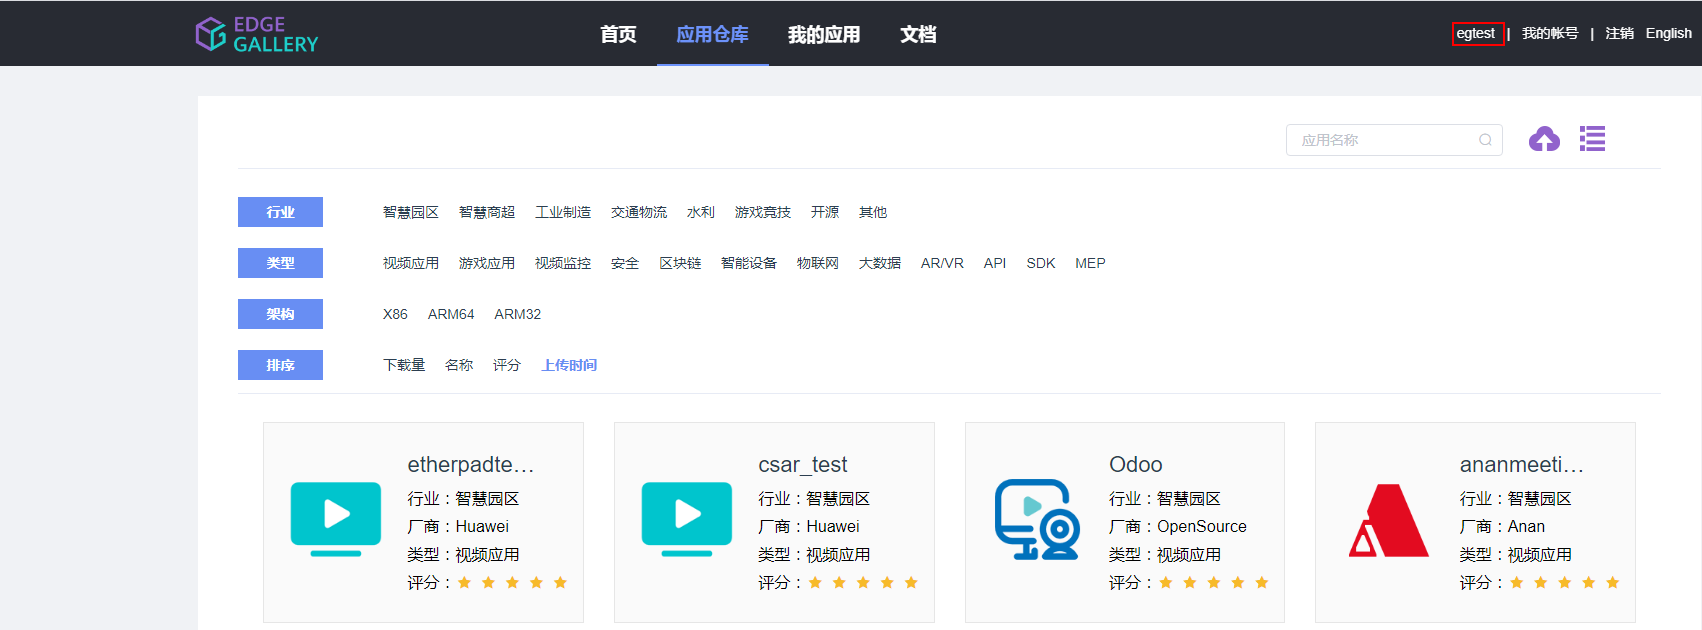 EDGE
GALLERY
首页 应用仓库 我的应用 文档
egtest | 我的帐号 | 注销 English
应用名称
行业 智慧园区 智慧商超 工业制造 交通物流 水利 游戏竞技 开源 其他
类型 视频应用 游戏应用 视频监控 安全 区块链 智能设备 物联网 大数据 AR/VR API SDK MEP
架构 X86 ARM64 ARM32
排序 下载量 名称 评分 上传时间
etherpadte...
行业：智慧园区
厂商：Huawei
类型：视频应用
评分：
csar_test
行业：智慧园区
厂商：Huawei
类型：视频应用
评分：
Odoo
行业：智慧园区
厂商：OpenSource
类型：视频应用
评分：
ananmeeti...
行业：智慧园区
厂商：Anan
类型：视频应用
评分：